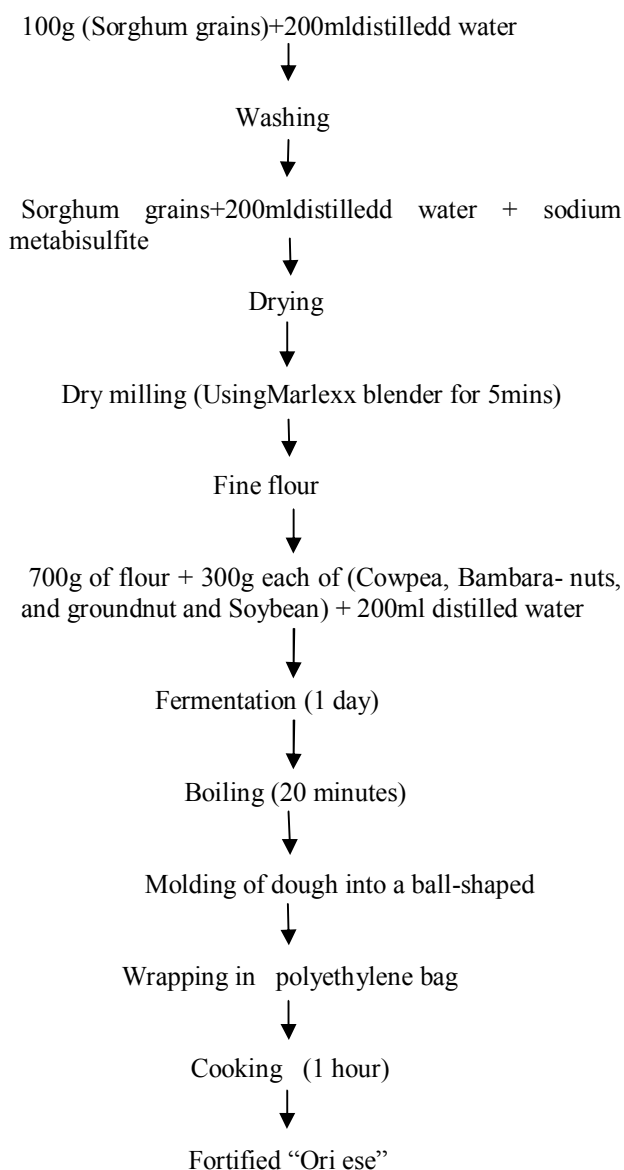 100g (Sorghum grains)+200mldistilledd water
Washing
Sorghum grains+200mldistilledd water + sodium
metabisulfite
Drying
Dry milling (UsingMarlexx blender for 5mins)
Fine flour
700g of flour + 300g each of (Cowpea, Bambara- nuts,
and groundnut and Soybean) + 200ml distilled water
Fermentation (1 day)
Boiling (20 minutes)
Molding of dough into a ball-shaped
Wrapping in polyethylene bag
Cooking (1 hour)
Fortified “Ori ese”